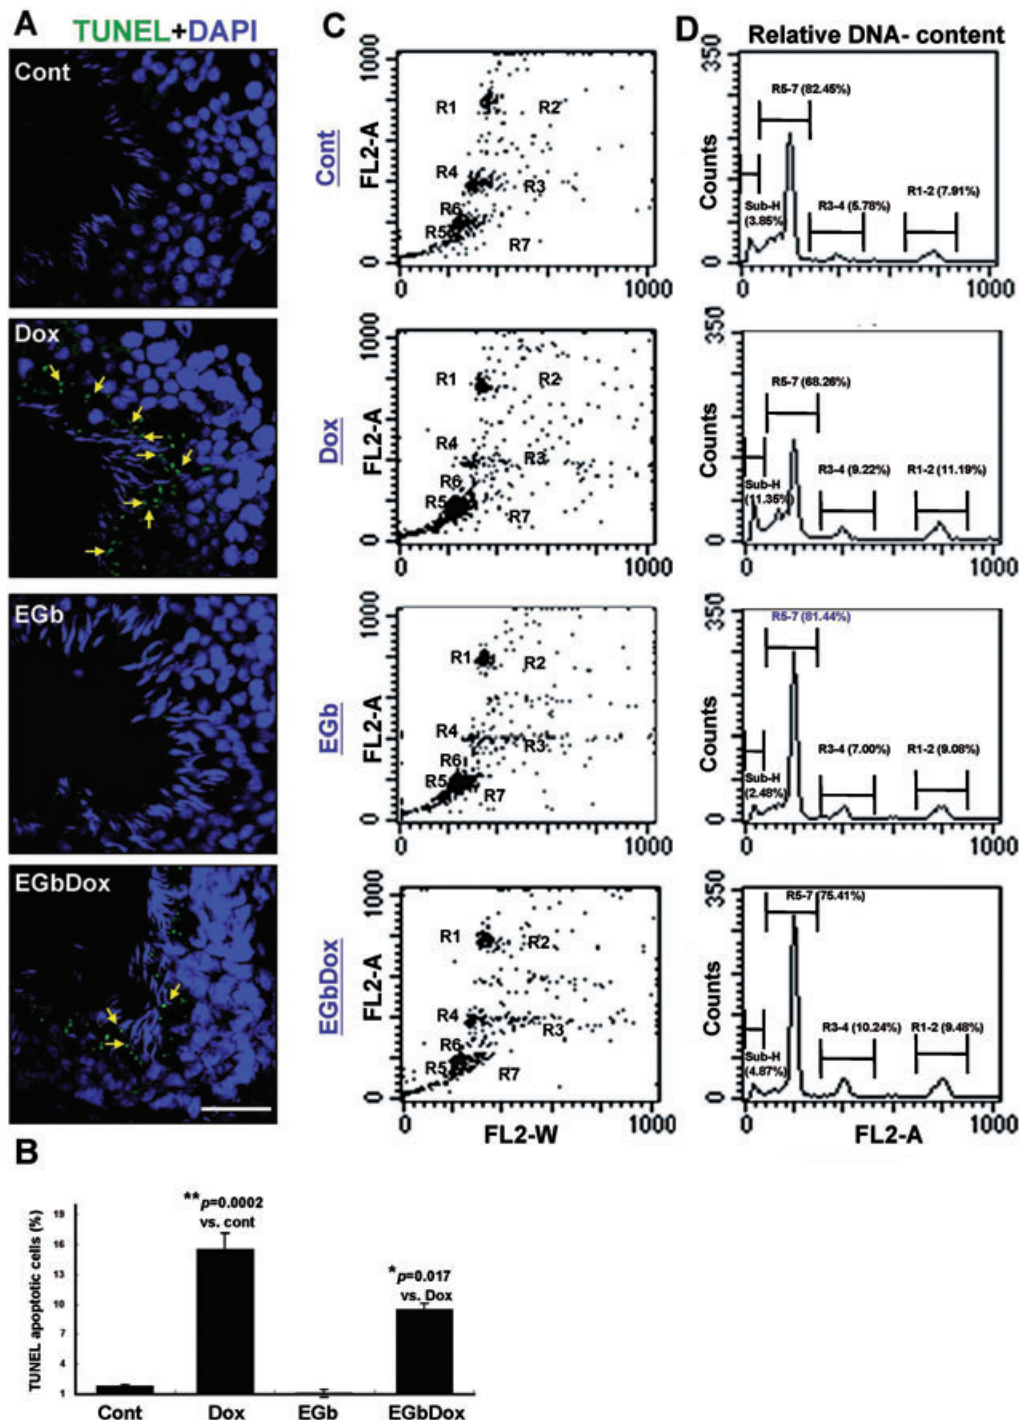 A
TUNEL+DAPI
Cont
Dox
EGb
EGbDox
C
Cont
FL2-A
1000
0
R1
R2
R4
R3
R6
R5
R7
0
1000
Dox
FL2-A
1000
0
R1
R2
R4
R3
R6
R5
R7
0
1000
EGb
FL2-A
1000
0
R1
R2
R4
R3
R6
R5
R7
0
1000
EGbDox
FL2-A
1000
0
R1
R2
R4
R3
R6
R5
R7
0
1000
FL2-W
D
Relative DNA- content
350
Counts
R5-7 (82.45%)
Sub-H
(3.85%)
R3-4 (5.78%)
R1-2 (7.91%)
0
1000
350
Counts
R5-7 (68.26%)
Sub-H
(11.35%)
R3-4 (9.22%)
R1-2 (11.19%)
0
1000
350
Counts
R5-7 (81.44%)
Sub-H
(2.48%)
R3-4 (7.00%)
R1-2 (9.08%)
0
1000
350
Counts
R5-7 (75.41%)
Sub-H
(4.87%)
R3-4 (10.24%)
R1-2 (9.48%)
0
1000
FL2-A
B
TUNEL apoptotic cells (%)
19
16
13
10
7
4
1
**p=0.0002
vs. cont
*p=0.017
vs. Dox
Cont
Dox
EGb
EGbDox